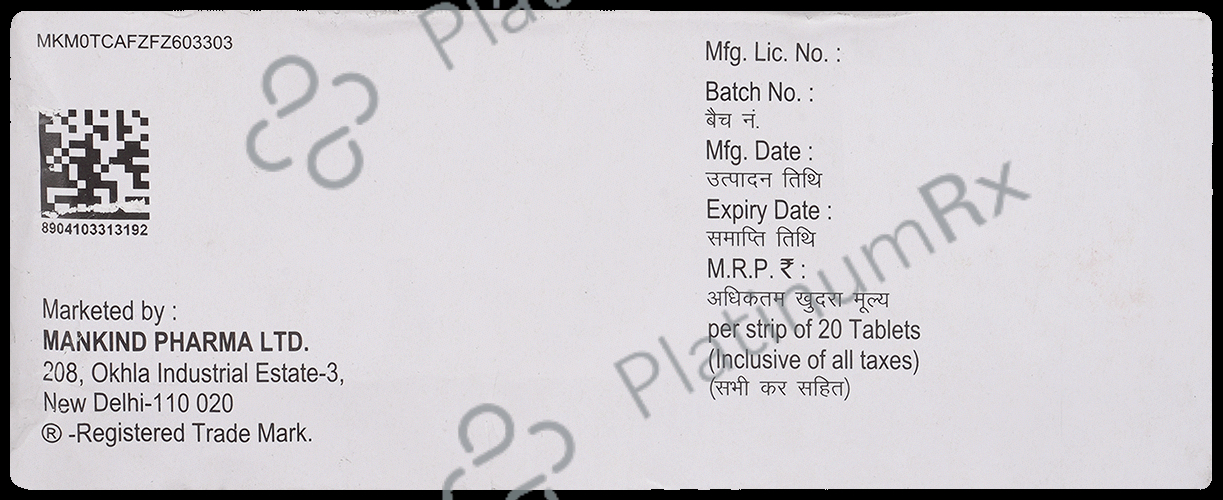 MKM0TCAFZFZ603303
8904103313192
Marketed by :
MANKIND PHARMA LTD.
208, Okhla Industrial Estate-3,
New Delhi-110 020
® -Registered Trade Mark.
Mfg. Lic. No. :
Batch No. :
बैच नं.
Mfg. Date :
उत्पादन तिथि
Expiry Date :
समाप्ति तिथि
M.R.P. ₹ :
अधिकतम खुदरा मूल्य
per strip of 20 Tablets
(Inclusive of all taxes)
(सभी कर सहित)
PlatinumRx
PlatinumRx